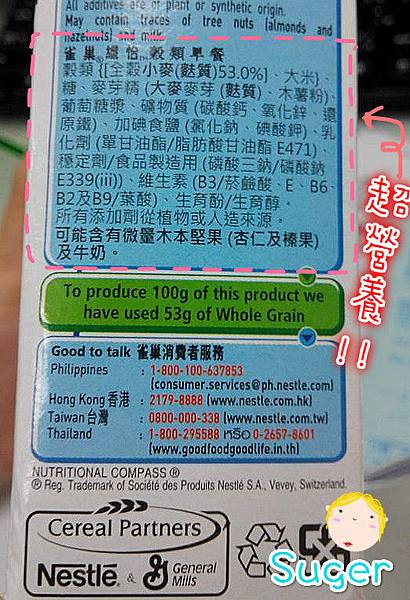 All additives are of plant or synthetic origin.
May contain traces of tree nuts (almonds and
hazelnuts) and milk.
穀類早餐
穀類 {[全穀小麥(麩質)53.0%]、大米}、
糖、麥芽精 (大麥麥芽 (麩質)、木薯粉)、
葡萄糖漿、礦物質 (碳酸鈣、氧化鋅、還
原鐵)、加碘食鹽 (氯化鈉、碘酸鉀)、乳
化劑 (單甘油酯/脂肪酸甘油酯 E471)、
穩定劑/食品製造用 (磷酸三鈉/磷酸鈉
E339(iii))、維生素 (B3/菸鹼酸、E、B6、
B2及B9/葉酸)、生育酚/生育醇。
所有添加劑從植物或人造來源。
可能含有微量木本堅果 (杏仁及榛果)
及牛奶。
超營養!!
To produce 100g of this product we
have used 53g of Whole Grain
Good to talk 雀巢消費者服務
Philippines : 1-800-100-637853
(consumer.services@ph.nestle.com)
Hong Kong 香港 : 2179-8888 (www.nestle.com.hk)
Taiwan 台灣 : 0800-000-338 (www.nestle.com.tw)
Thailand : 1-800-295588 หรือ 0-2657-8601
(www.goodfoodgoodlife.in.th)
NUTRITIONAL COMPASS ®
® Reg. Trademark of Société des Produits Nestlé S.A., Vevey, Switzerland.
Cereal Partners
Nestlé & G General
Mills
Suger